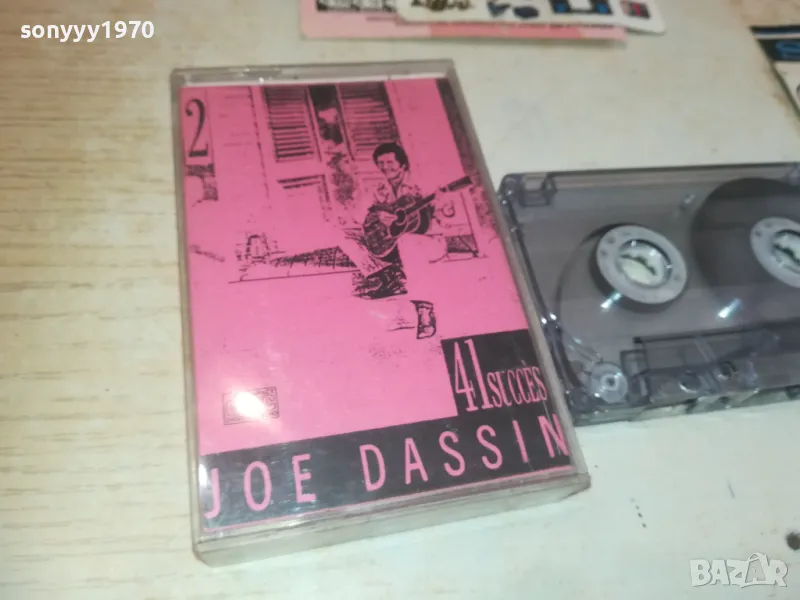 sonyyy1970
2
41 SUCCÈS
JOE DASSIN
BAZAR